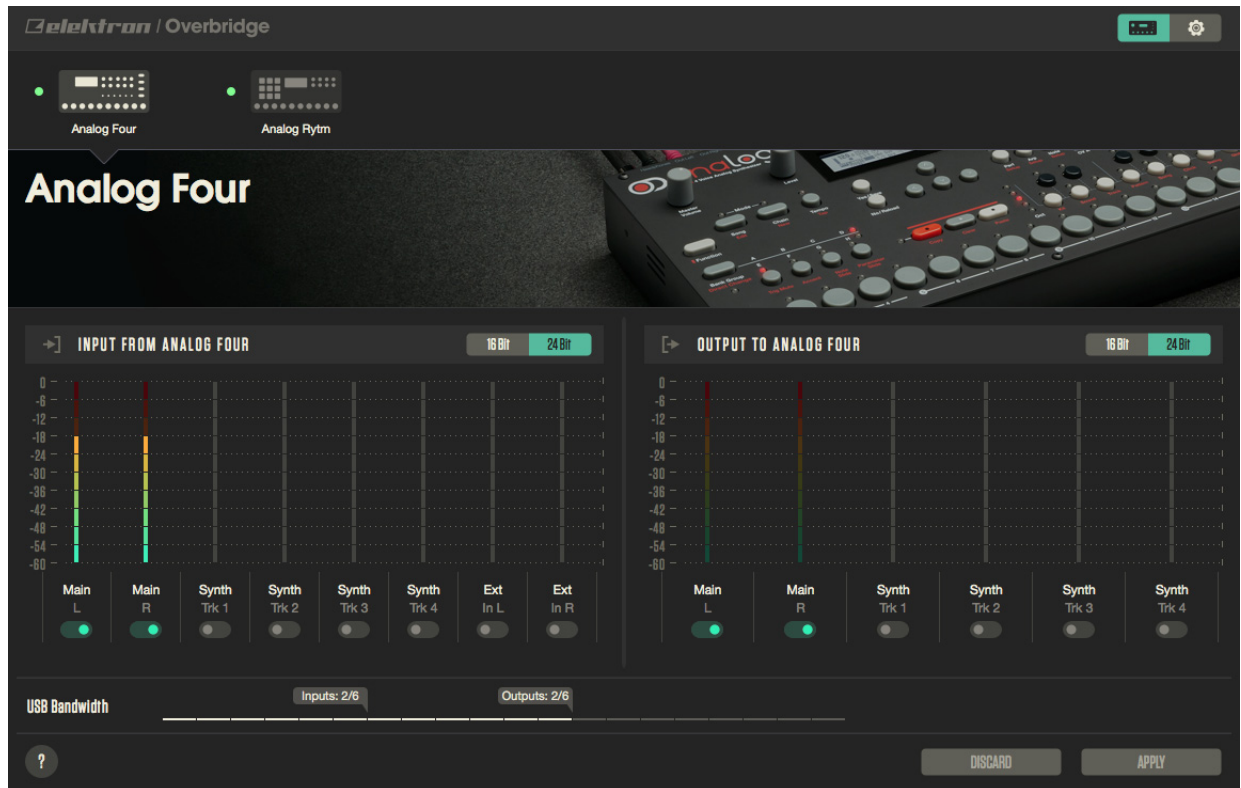 elektron / Overbridge
Analog Four
Analog Rytm
Analog Four
INPUT FROM ANALOG FOUR
16 Bit
24 Bit
0
-6
-12
-18
-24
-30
-36
-42
-48
-54
-60
Main
L
Main
R
Synth
Trk 1
Synth
Trk 2
Synth
Trk 3
Synth
Trk 4
Ext
In L
Ext
In R
OUTPUT TO ANALOG FOUR
16 Bit
24 Bit
0
-6
-12
-18
-24
-30
-36
-42
-48
-54
-60
Main
L
Main
R
Synth
Trk 1
Synth
Trk 2
Synth
Trk 3
Synth
Trk 4
USB Bandwidth
Inputs: 2/6
Outputs: 2/6
?
DISCARD
APPLY